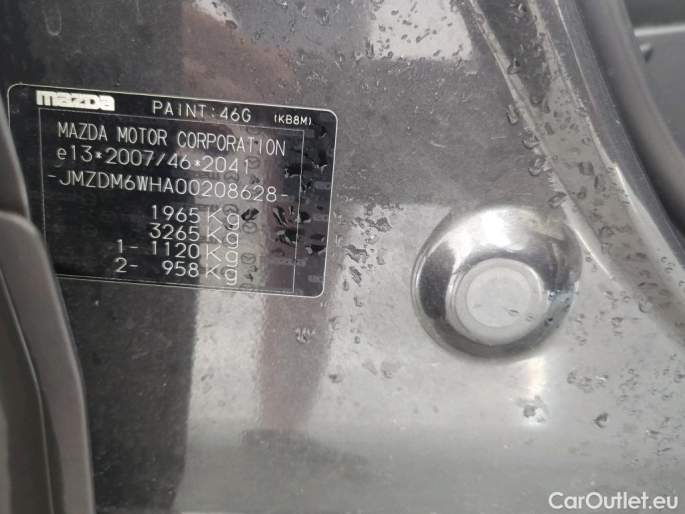 mazda PAINT:46G (KB8M)
MAZDA MOTOR CORPORATION
e13*2007/46*2041
-JMZDM6WHA00208628-
1965 Kg
3265 Kg
1- 1120 Kg
2- 958 Kg
CarOutlet.eu